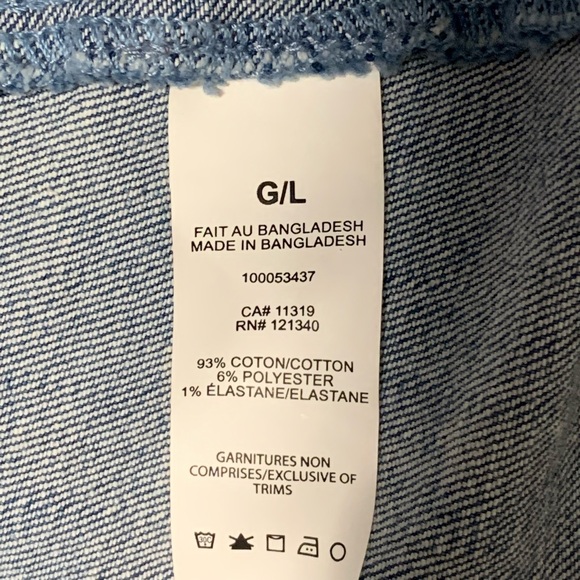 G/L
FAIT AU BANGLADESH
MADE IN BANGLADESH
100053437
CA# 11319
RN# 121340
93% COTON/COTTON
6% POLYESTER
1% ÉLASTANE/ELASTANE
GARNITURES NON
COMPRISES/EXCLUSIVE OF
TRIMS